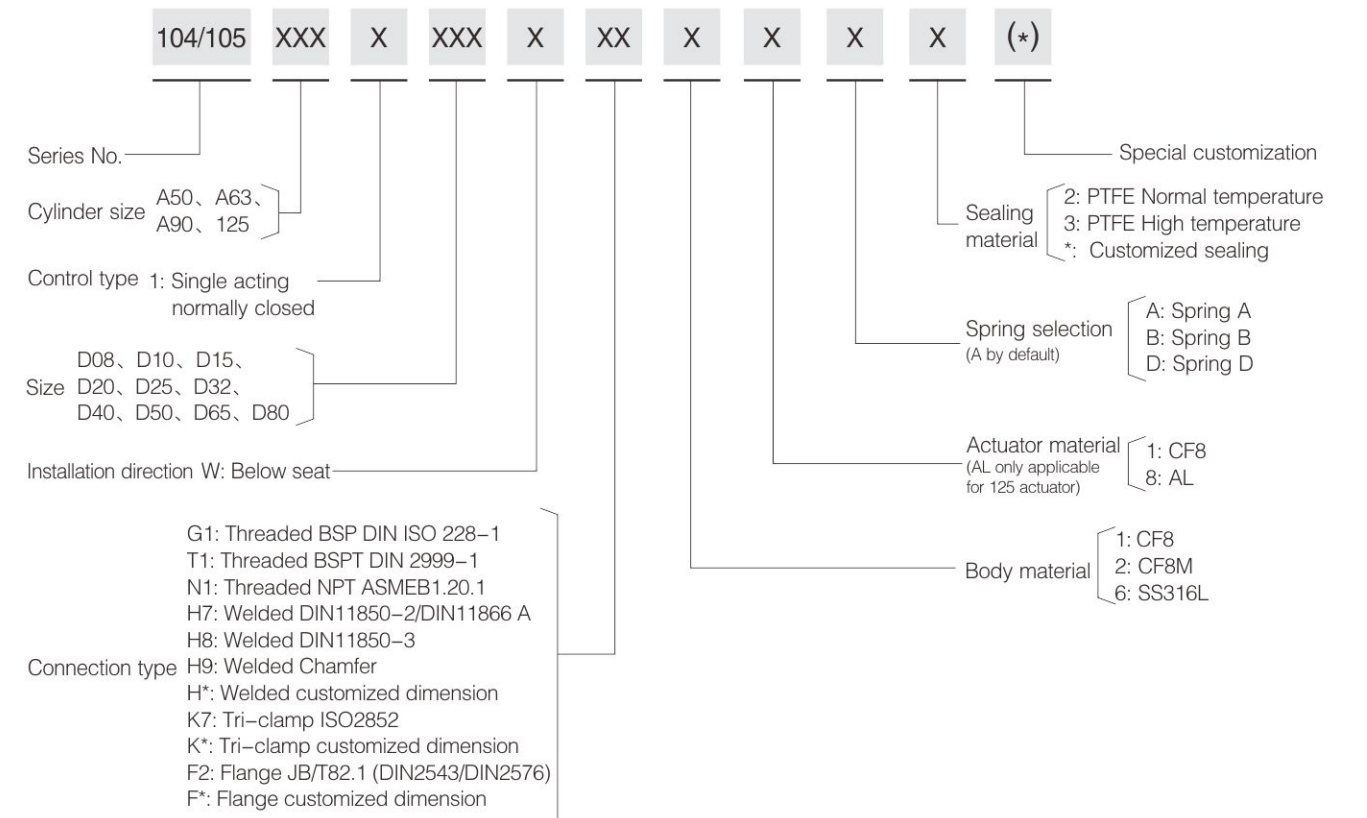 104/105 XXX X XXX X XX X X X X (*)
Series No.
Cylinder size A50、A63、
A90、125
Control type 1: Single acting
normally closed
D08、D10、D15、
Size D20、D25、D32、
D40、D50、D65、D80
Installation direction W: Below seat
G1: Threaded BSP DIN ISO 228-1
T1: Threaded BSPT DIN 2999-1
N1: Threaded NPT ASMEB1.20.1
H7: Welded DIN11850-2/DIN11866 A
H8: Welded DIN11850-3
Connection type H9: Welded Chamfer
H*: Welded customized dimension
K7: Tri-clamp ISO2852
K*: Tri-clamp customized dimension
F2: Flange JB/T82.1 (DIN2543/DIN2576)
F*: Flange customized dimension
Special customization
Sealing
material
2: PTFE Normal temperature
3: PTFE High temperature
*: Customized sealing
Spring selection
(A by default)
A: Spring A
B: Spring B
D: Spring D
Actuator material
(AL only applicable
for 125 actuator)
1: CF8
8: AL
Body material
1: CF8
2: CF8M
6: SS316L